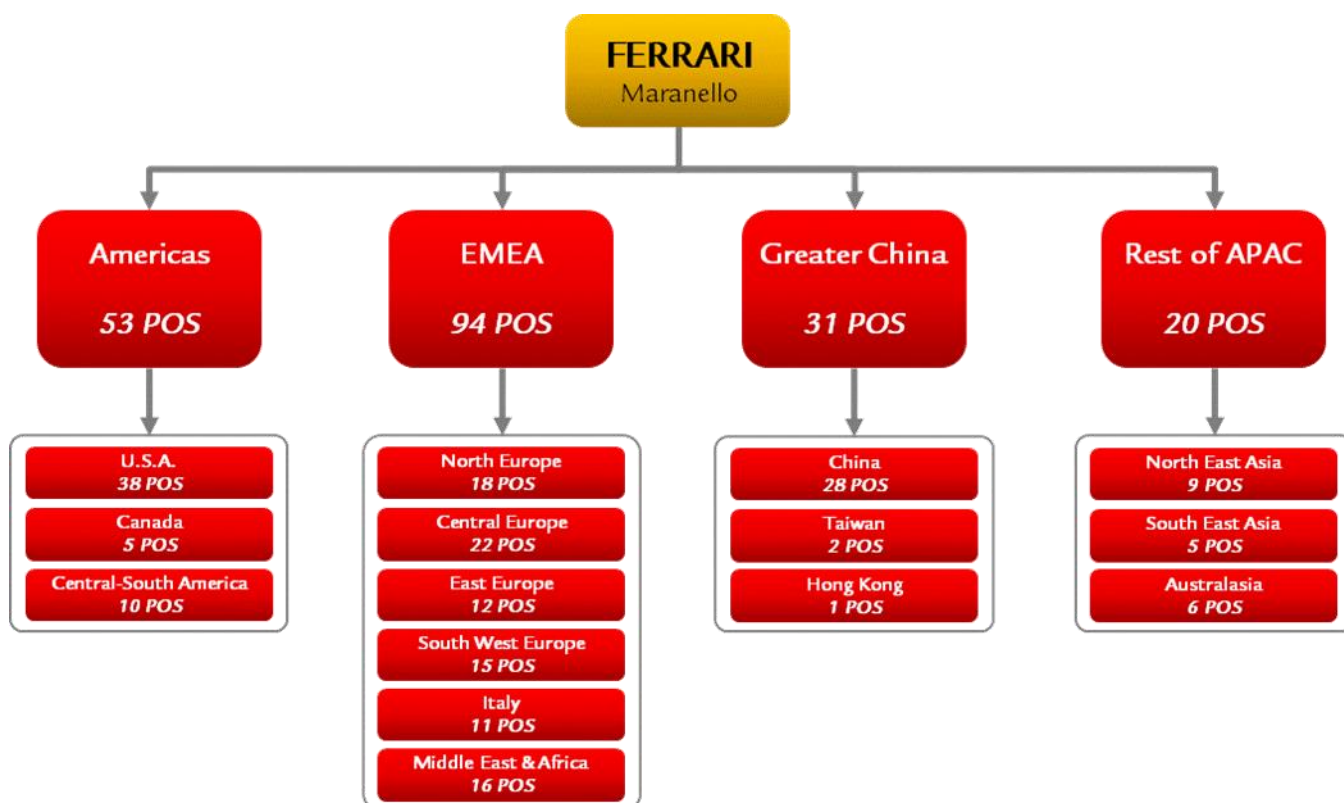 FERRARI
Maranello
Americas
53 POS
EMEA
94 POS
Greater China
31 POS
Rest of APAC
20 POS
U.S.A.
38 POS
Canada
5 POS
Central-South America
10 POS
North Europe
18 POS
Central Europe
22 POS
East Europe
12 POS
South West Europe
15 POS
Italy
11 POS
Middle East & Africa
16 POS
China
28 POS
Taiwan
2 POS
Hong Kong
1 POS
North East Asia
9 POS
South East Asia
5 POS
Australasia
6 POS